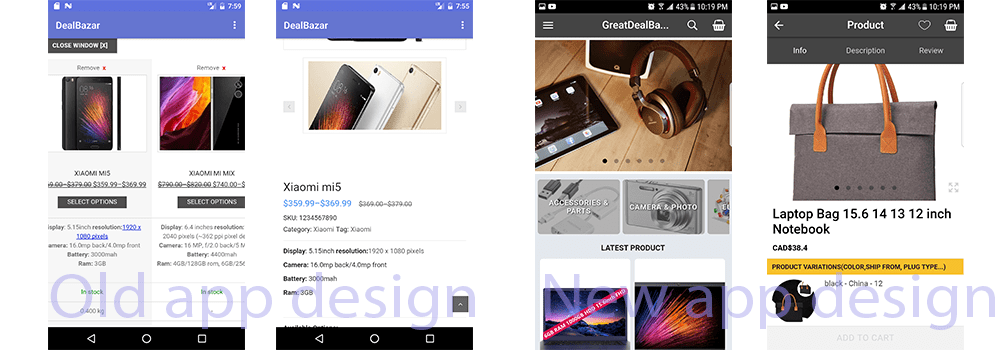 7:59
DealBazar
CLOSE WINDOW [X]
Remove x
Remove x
XIAOMI MI5
XIAOMI MI MIX
$359.99–$369.99
$790.00–$820.00 $740.00–$
SELECT OPTIONS
SELECT OPTIONS
Display: 5.15inch resolution:1920 x
1080 pixels
Camera: 16.0mp back/4.0mp front
Battery: 3000mah
Ram: 3GB
Display: 6.4 inches resolution:
2040 pixels (~362 ppi pixel de
Camera: 16 MP, f/2.0 back/5 M
Battery: 4400mah
Ram: 4GB/128GB rom, 6GB/256
In stock
In stock
0.400 kg
-
7:55
DealBazar
Xiaomi mi5
$359.99–$369.99 $369.00–$379.00
SKU: 1234567890
Category: Xiaomi Tag: Xiaomi
Display: 5.15inch resolution:1920 x 1080 pixels
Camera: 16.0mp back/4.0mp front
Battery: 3000mah
Ram: 3GB
Available Options:
Old app design
43% 10:19 PM
GreatDealBa...
ACCESSORIES &
PARTS
CAMERA & PHOTO
LATEST PRODUCT
6GB RAM 1000GB HDD 15.6inch FHD
43% 10:19 PM
Product
Info
Description
Review
Laptop Bag 15.6 14 13 12 inch
Notebook
CAD$38.4
PRODUCT VARIATIONS(COLOR,SHIP FROM, PLUG TYPE...)
black - China - 12
ADD TO CART
New app design